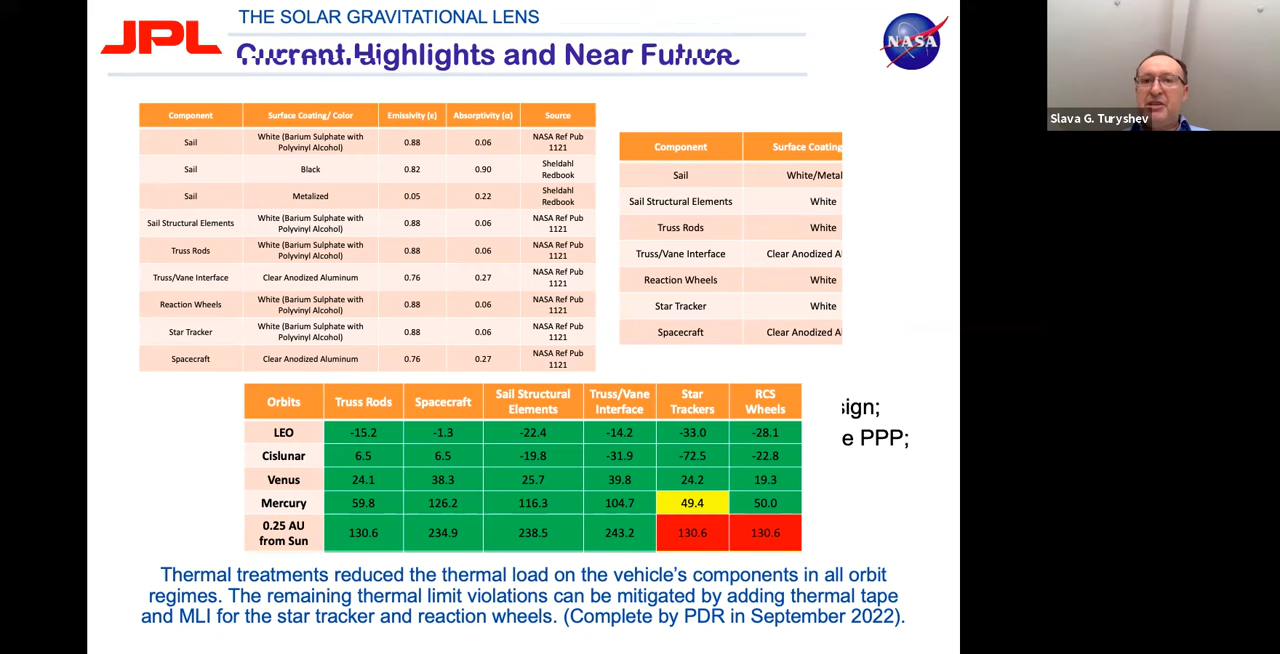 JPL
THE SOLAR GRAVITATIONAL LENS
Current Highlights and Near Future
NASA
Slava G. Turyshev
Component Surface Coating/ Color Emissivity (ε) Absorptivity (α) Source
Sail White (Barium Sulphate with Polyvinyl Alcohol) 0.88 0.06 NASA Ref Pub 1121
Sail Black 0.82 0.90 Sheldahl Redbook
Sail Metalized 0.05 0.22 Sheldahl Redbook
Sail Structural Elements White (Barium Sulphate with Polyvinyl Alcohol) 0.88 0.06 NASA Ref Pub 1121
Truss Rods White (Barium Sulphate with Polyvinyl Alcohol) 0.88 0.06 NASA Ref Pub 1121
Truss/Vane Interface Clear Anodized Aluminum 0.76 0.27 NASA Ref Pub 1121
Reaction Wheels White (Barium Sulphate with Polyvinyl Alcohol) 0.88 0.06 NASA Ref Pub 1121
Star Tracker White (Barium Sulphate with Polyvinyl Alcohol) 0.88 0.06 NASA Ref Pub 1121
Spacecraft Clear Anodized Aluminum 0.76 0.27 NASA Ref Pub 1121
Component Surface Coating
Sail White/Metal
Sail Structural Elements White
Truss Rods White
Truss/Vane Interface Clear Anodized Al
Reaction Wheels White
Star Tracker White
Spacecraft Clear Anodized Al
sign;
e PPP;
Orbits Truss Rods Spacecraft Sail Structural Elements Truss/Vane Interface Star Trackers RCS Wheels
LEO -15.2 -1.3 -22.4 -14.2 -33.0 -28.1
Cislunar 6.5 6.5 -19.8 -31.9 -72.5 -22.8
Venus 24.1 38.3 25.7 39.8 24.2 19.3
Mercury 59.8 126.2 116.3 104.7 49.4 50.0
0.25 AU from Sun 130.6 234.9 238.5 243.2 130.6 130.6
Thermal treatments reduced the thermal load on the vehicle's components in all orbit
regimes. The remaining thermal limit violations can be mitigated by adding thermal tape
and MLI for the star tracker and reaction wheels. (Complete by PDR in September 2022).